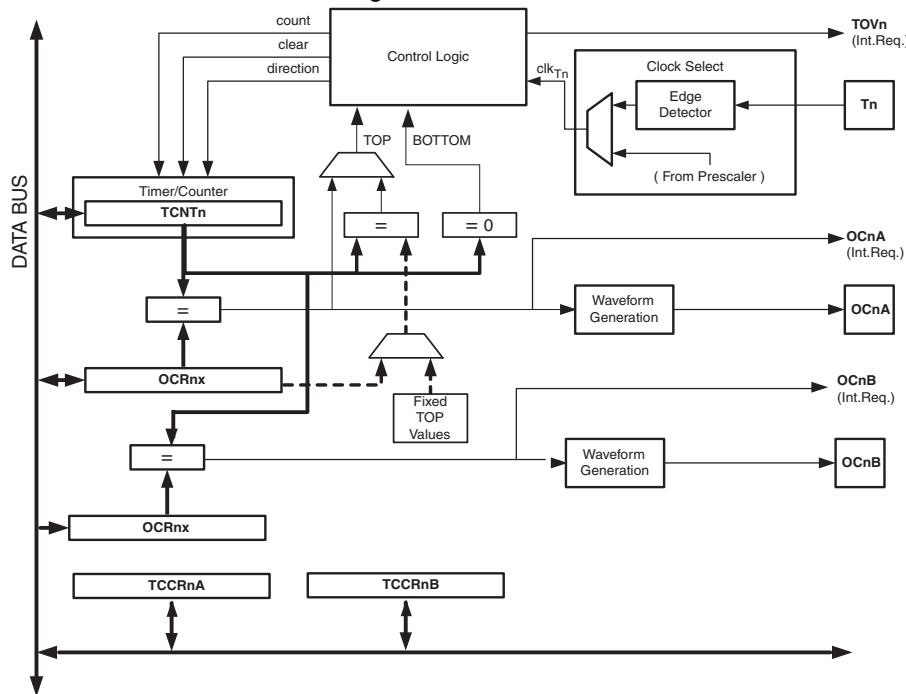 count
clear
direction
Control Logic
TOVn
(Int.Req.)
clkTn
Clock Select
Edge
Detector
Tn
( From Prescaler )
TOP
BOTTOM
Timer/Counter
TCNTn
=
= 0
DATA BUS
OCnA
(Int.Req.)
=
Waveform
Generation
OCnA
OCRnx
Fixed
TOP
Values
OCnB
(Int.Req.)
=
Waveform
Generation
OCnB
OCRnx
TCCRnA
TCCRnB